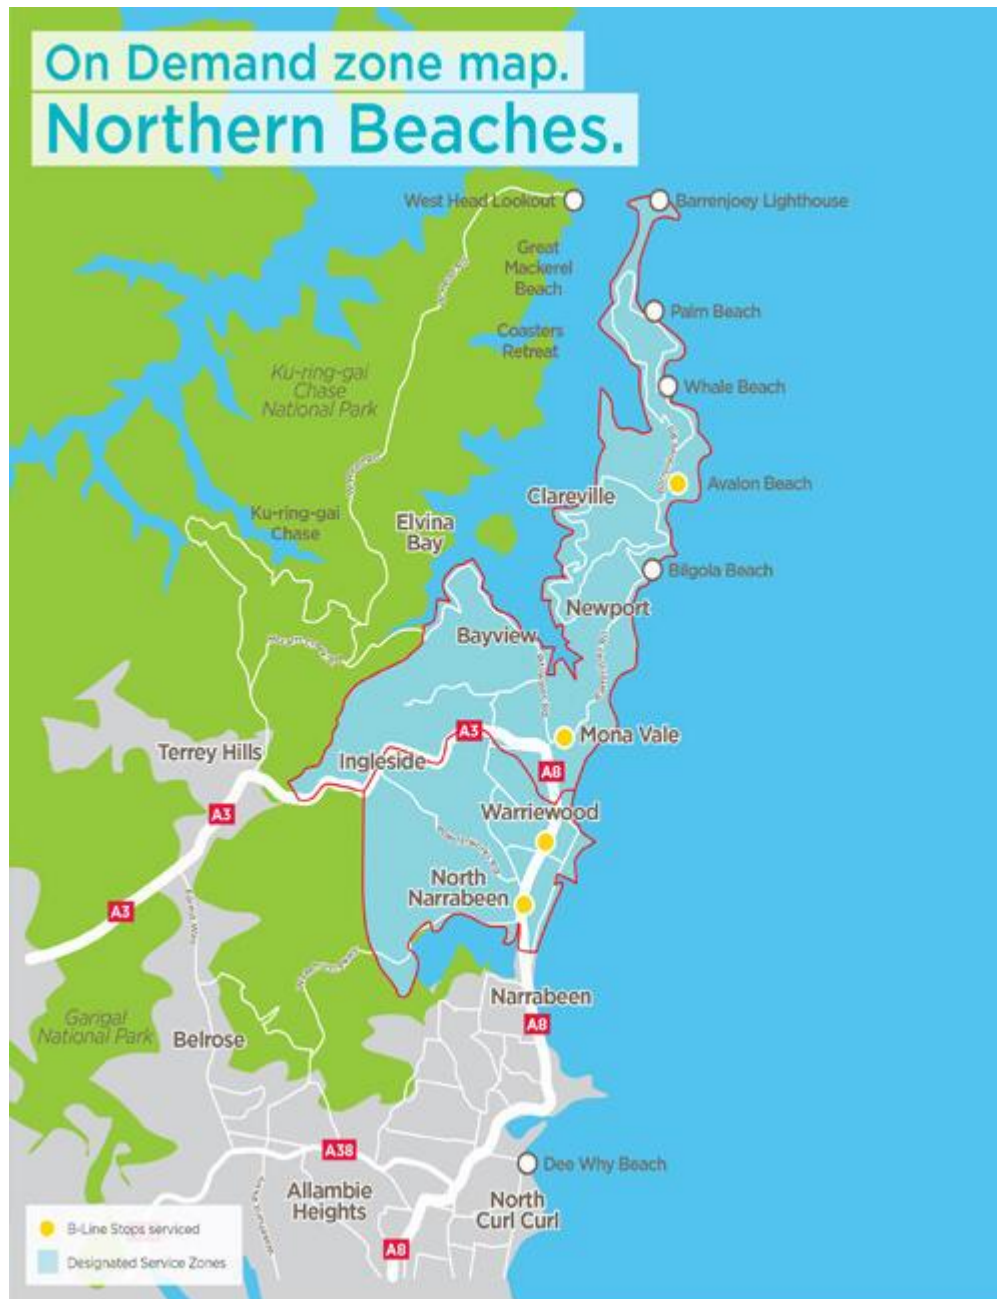 On Demand zone map.
Northern Beaches.
West Head Lookout
Barrenjoey Lighthouse
Great
Mackerel
Beach
Palm Beach
Coasters
Retreat
Ku-ring-gai
Chase
National Park
Whale Beach
Avalon Beach
Clareville
Ku-ring-gai
Chase
Elvina
Bay
Bilgola Beach
Newport
Bayview
A3
Mona Vale
Terrey Hills
Ingleside
A8
A3
Warriewood
North
Narrabeen
A3
Forest Way
Narrabeen
Garigal
National Park
A8
Belrose
A38
Dee Why Beach
Allambie
Heights
North
Curl Curl
A8
B-Line Stops serviced
Designated Service Zones